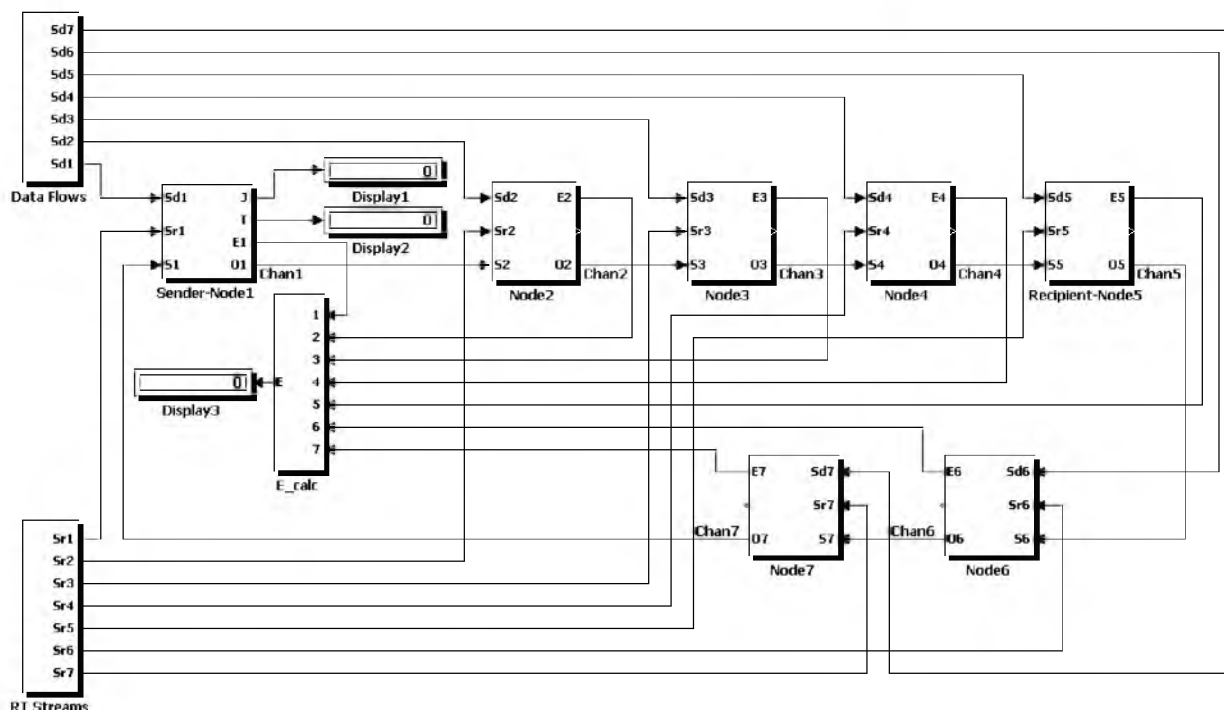 Sd7
Sd6
Sd5
Sd4
Sd3
Sd2
Sd1
Data Flows
Sd1
Sr1
S1
J
T
E1
O1
Sender-Node1
Chan1
0
Display1
0
Display2
Sd2
Sr2
S2
E2
O2
Node2
Chan2
Sd3
Sr3
S3
E3
O3
Node3
Chan3
Sd4
Sr4
S4
E4
O4
Node4
Chan4
Sd5
Sr5
S5
E5
O5
Recipient-Node5
Chan5
1
2
3
4
5
6
7
E
E_calc
0
Display3
E7
O7
Sd7
Sr7
S7
Node7
Chan7
E6
O6
Sd6
Sr6
S6
Node6
Chan6
Sr1
Sr2
Sr3
Sr4
Sr5
Sr6
Sr7
RT Streams